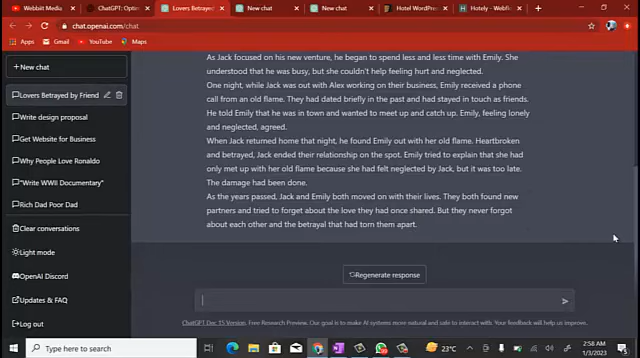 Webbit Media
ChatGPT: Optim
Lovers Betrayed
New chat
New chat
Hotel WordPre
Hotely - Webfl
chat.openai.com/chat
Apps
Gmail
YouTube
Maps
+ New chat
Lovers Betrayed by Friend
Write design proposal
Get Website for Business
Why People Love Ronaldo
"Write WWII Documentary"
Rich Dad Poor Dad
Clear conversations
Light mode
OpenAI Discord
Updates & FAQ
Log out
As Jack focused on his new venture, he began to spend less and less time with Emily. She
understood that he was busy, but she couldn't help feeling hurt and neglected.
One night, while Jack was out with Alex working on their business, Emily received a phone
call from an old flame. They had dated briefly in the past and had stayed in touch as friends.
He told Emily that he was in town and wanted to meet up and catch up. Emily, feeling lonely
and neglected, agreed.
When Jack returned home that night, he found Emily out with her old flame. Heartbroken
and betrayed, Jack ended their relationship on the spot. Emily tried to explain that she had
only met up with her old flame because she had felt neglected by Jack, but it was too late.
The damage had been done.
As the years passed, Jack and Emily both moved on with their lives. They both found new
partners and tried to forget about the love they had once shared. But they never forgot
about each other and the betrayal that had torn them apart.
Regenerate response
ChatGPT Dec 15 Version. Free Research Preview. Our goal is to make AI systems more natural and safe to interact with. Your feedback will help us improve.
Type here to search
23°C
2:58 AM
1/3/2023